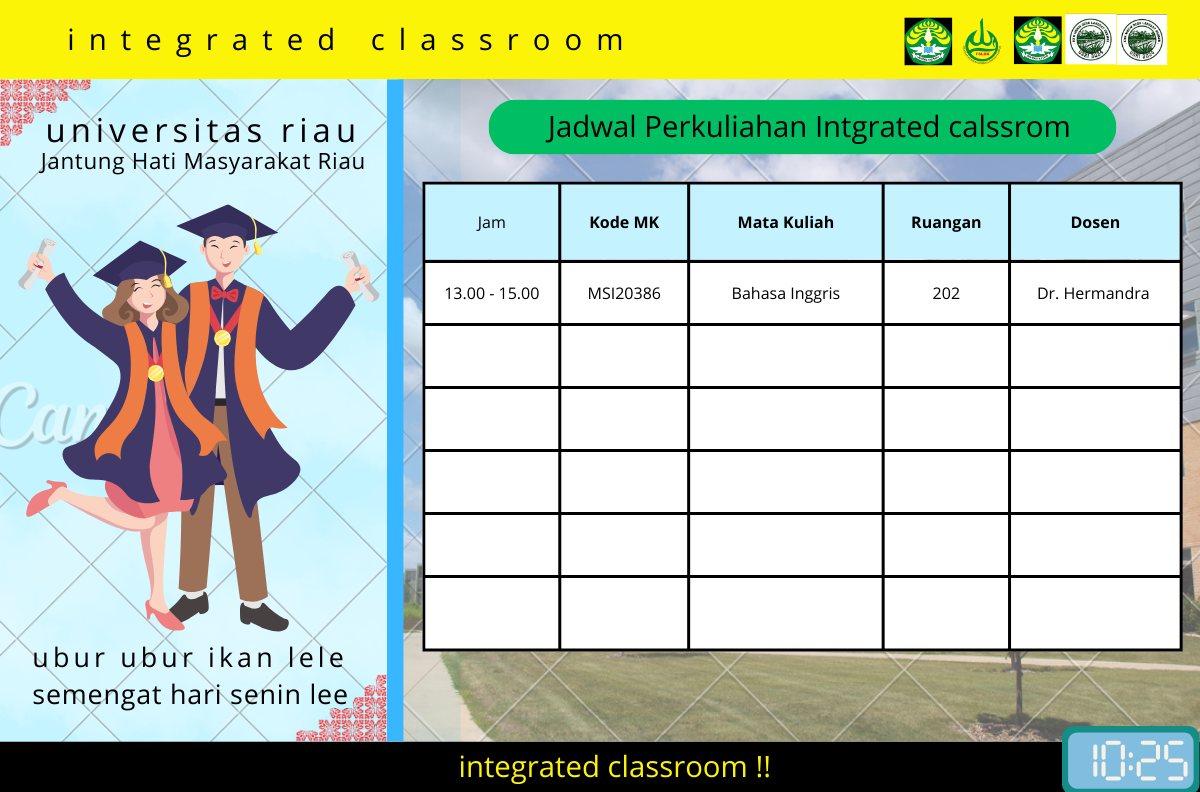 integrated classroom
universitas riau
Jantung Hati Masyarakat Riau
ubur ubur ikan lele
semengat hari senin lee
Jadwal Perkuliahan Intgrated calssrom
Jam Kode MK Mata Kuliah Ruangan Dosen
13.00 - 15.00 MSI20386 Bahasa Inggris 202 Dr. Hermandra
integrated classroom !!
10:25